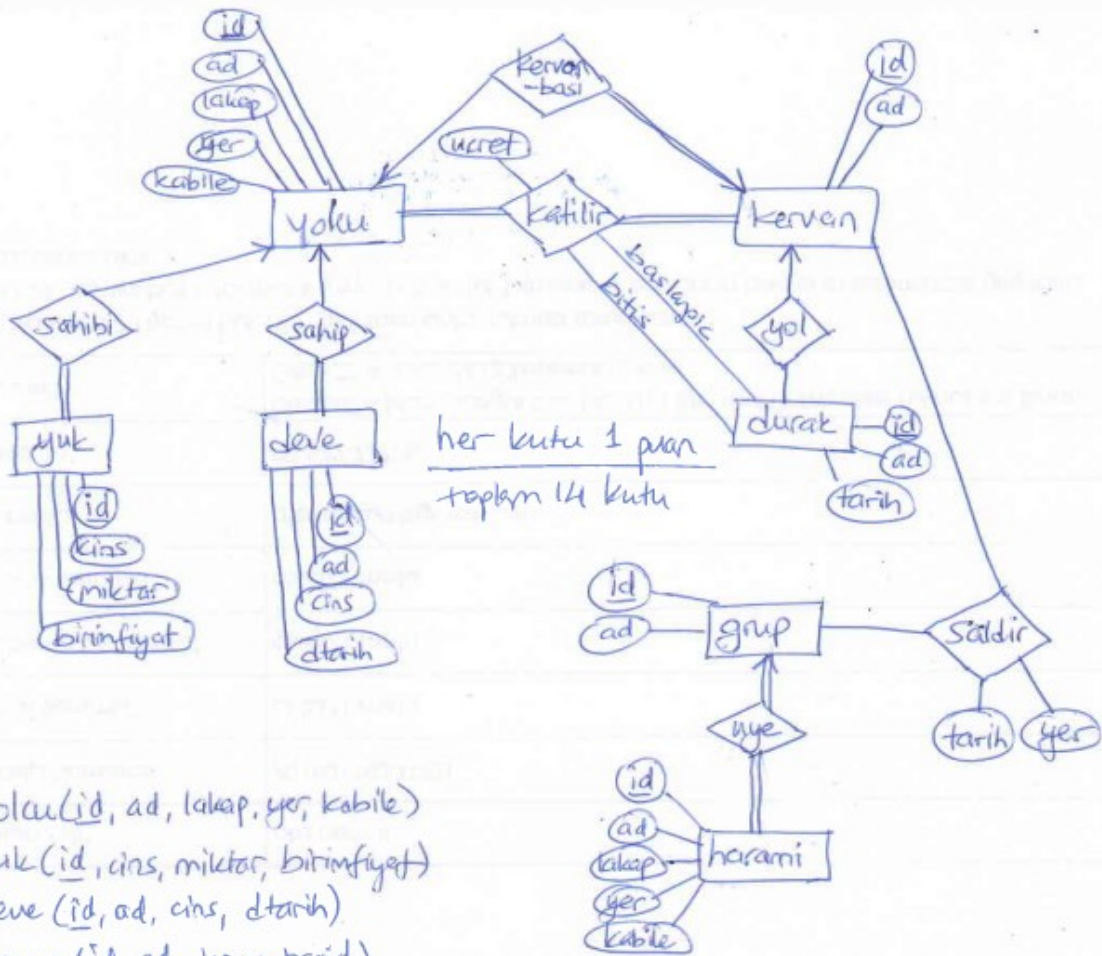 id
ad
lakap
yer
kabile
kervan
-basi
ucret
id
ad
yolcu
katilir
kervan
baslangic
bitis
sahibi
sahip
yol
yuk
deve
durak
id
ad
tarih
her kutu 1 puan
toplam 14 kutu
id
cins
miktar
birimfiyat
id
ad
cins
dtarih
id
ad
grup
saldir
tarih
yer
uye
id
ad
lakap
yer
kabile
harami
olcu(id, ad, lakap, yer, kabile)
uk(id, cins, miktar, birimfiyat)
eve (id, ad, cins, dtarih)